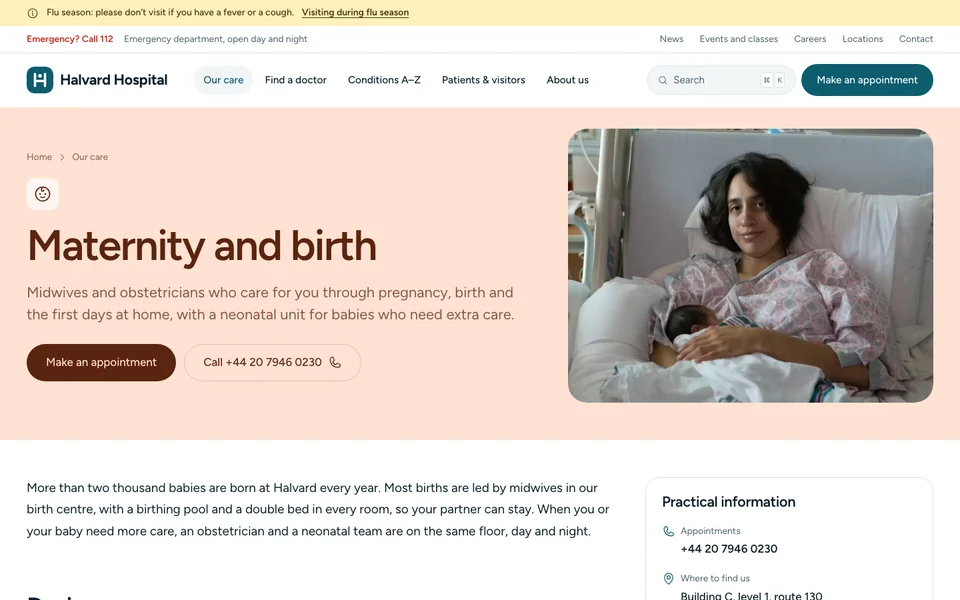 Flu season: please don't visit if you have a fever or a cough. Visiting during flu season
Emergency? Call 112 Emergency department, open day and night
News Events and classes Careers Locations Contact
Halvard Hospital
Our care Find a doctor Conditions A–Z Patients & visitors About us
Search ⌘ K
Make an appointment
Home > Our care
Maternity and birth
Midwives and obstetricians who care for you through pregnancy, birth and
the first days at home, with a neonatal unit for babies who need extra care.
Make an appointment
Call +44 20 7946 0230
More than two thousand babies are born at Halvard every year. Most births are led by midwives in our
birth centre, with a birthing pool and a double bed in every room, so your partner can stay. When you or
your baby need more care, an obstetrician and a neonatal team are on the same floor, day and night.
Practical information
Appointments
+44 20 7946 0230
Where to find us
Building C, level 1, route 130